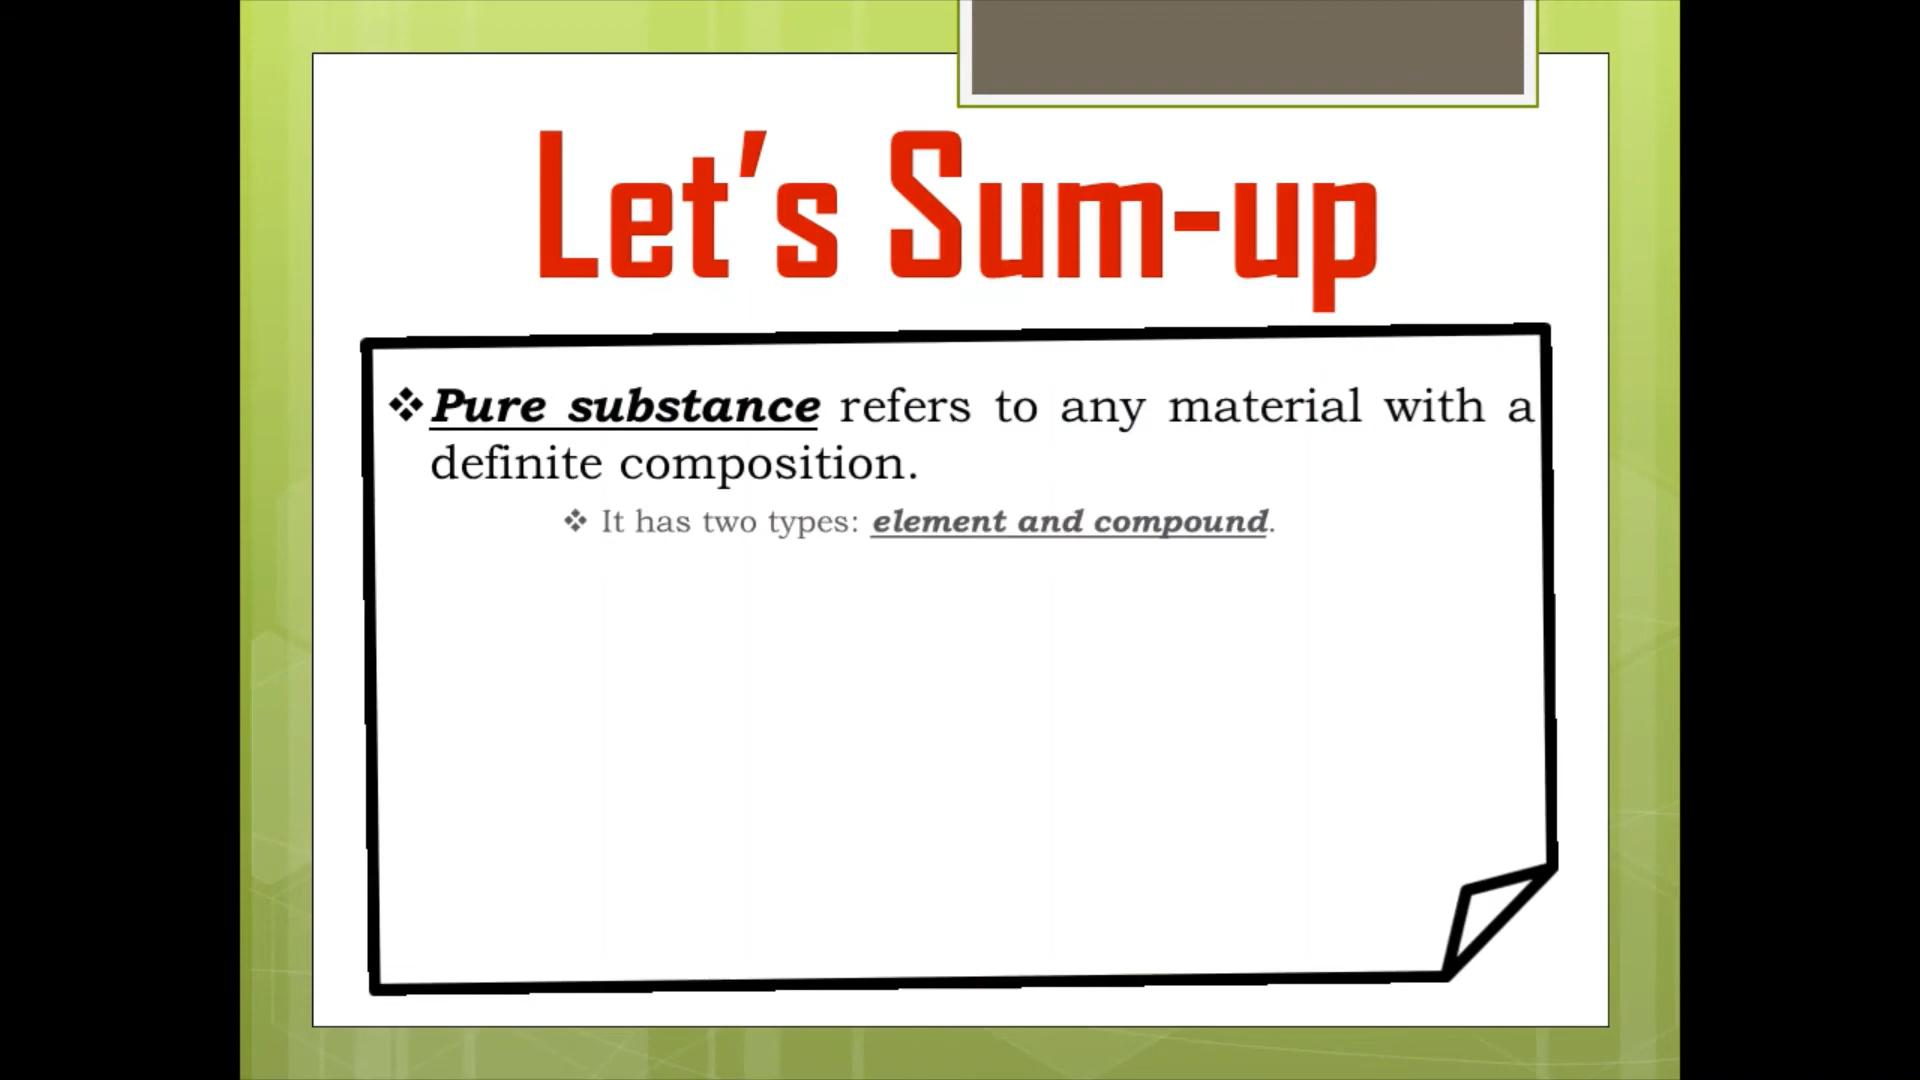 Let's Sum-up
❖Pure substance refers to any material with a
definite composition.
❖ It has two types: element and compound.